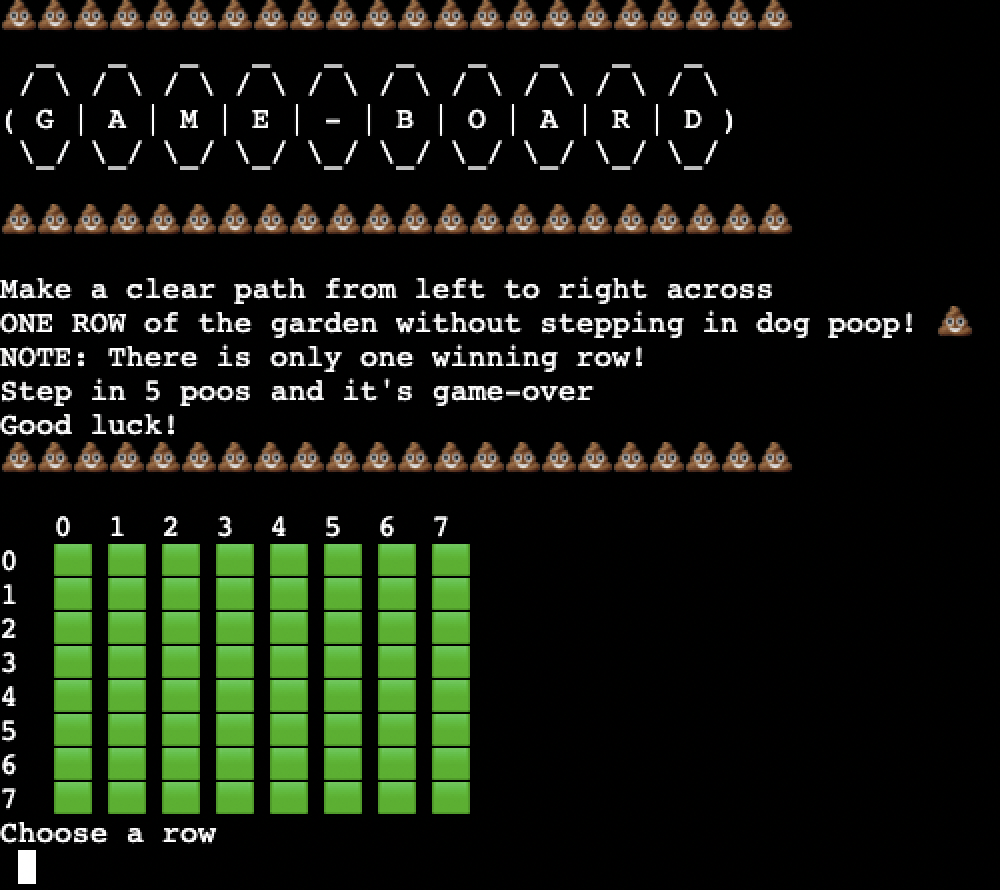 ( G | A | M | E | - | B | O | A | R | D )
Make a clear path from left to right across
ONE ROW of the garden without stepping in dog poop! 💩
NOTE: There is only one winning row!
Step in 5 poos and it's game-over
Good luck!
0 1 2 3 4 5 6 7
0
1
2
3
4
5
6
7
Choose a row